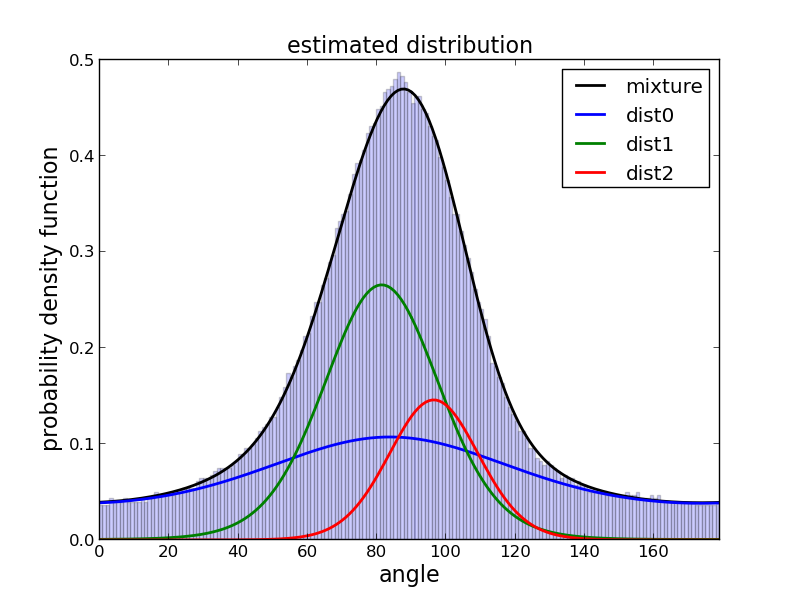 estimated distribution
probability density function
0.5
0.4
0.3
0.2
0.1
0.0
0 20 40 60 80 100 120 140 160
angle
mixture
dist0
dist1
dist2